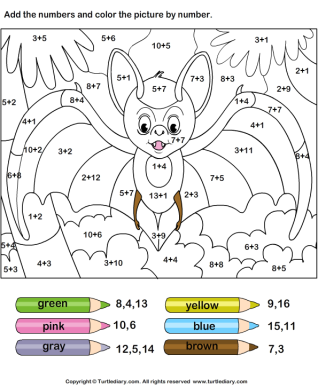 Add the numbers and color the picture by number.
3+5 5+6 10+5 3+1
5+1 5+7 7+3 8+3 2+1
8+7 2+9
5+2 8+4 1+4 7+7
4+1 4+1
7+7
10+2 3+2 3+11 8+4
1+4
6+8 2+12 7+5
5+7 13+1 2+3
1+2
10+6 3+9
5+4 6+3
5+3 4+3 3+10 4+4 8+8 8+5
green 8,4,13 yellow 9,16
pink 10,6 blue 15,11
gray 12,5,14 brown 7,3
Copyright © Turtlediary.com. All rights reserved www.turtlediary.com